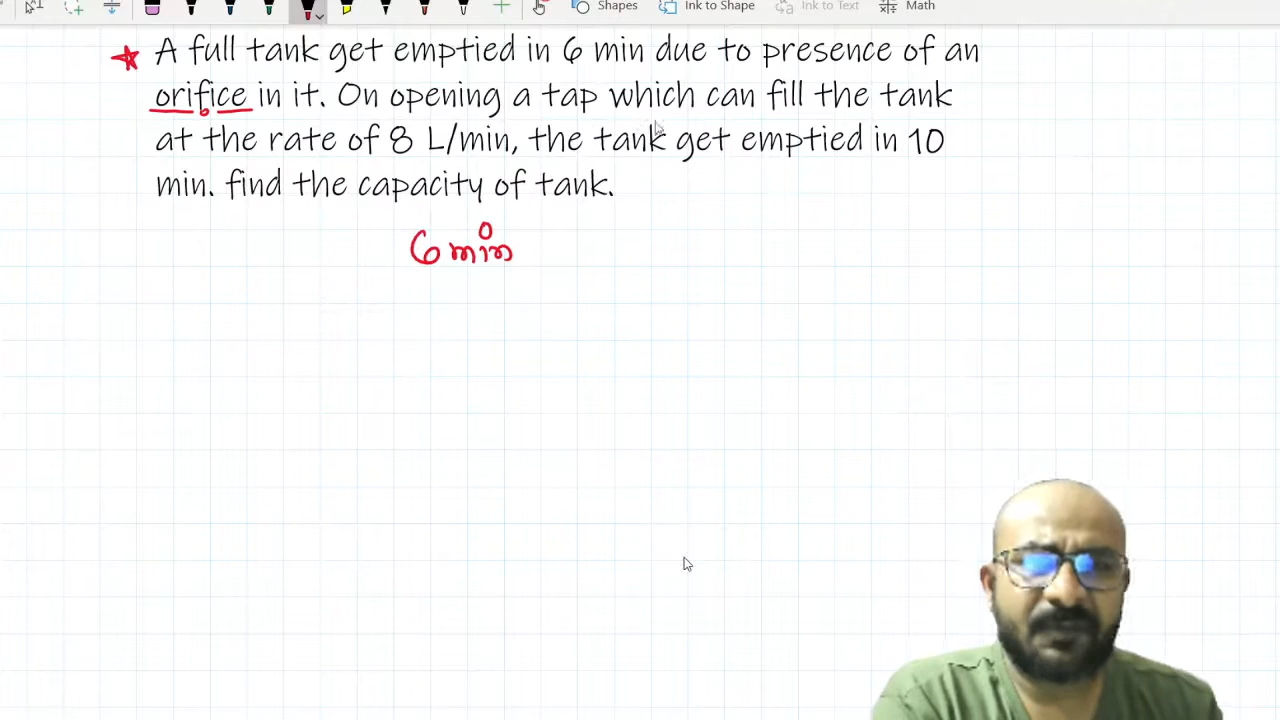 Shapes Ink to Shape Ink to Text Math
A full tank get emptied in 6 min due to presence of an
orifice in it. On opening a tap which can fill the tank
at the rate of 8 L/min, the tank get emptied in 10
min. find the capacity of tank.
6 min